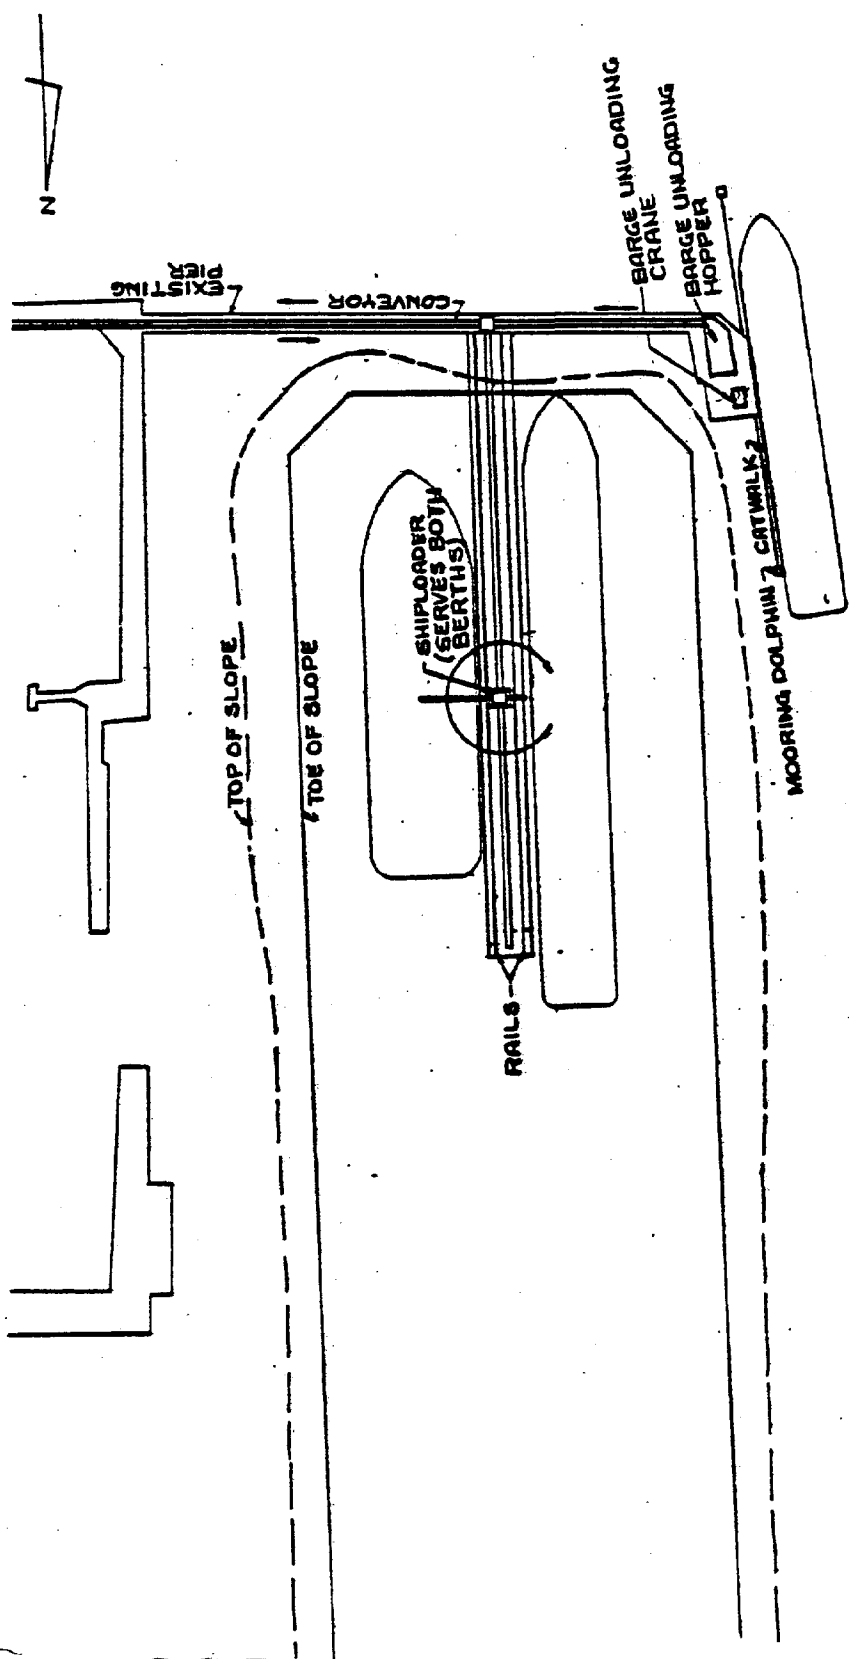 N
EXISTING
PIER
CONVEYOR
BARGE UNLOADING
CRANE
BARGE UNLOADING
HOPPER
SHIPLOADER
(SERVES BOTH
BERTHS)
TOP OF SLOPE
TOE OF SLOPE
MOORING DOLPHIN
CATWALK
RAILS